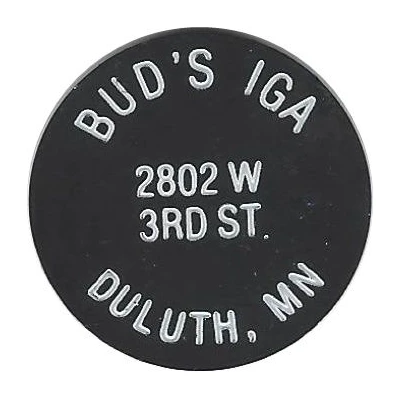 BUD'S IGA
2802 W
3RD ST.
DULUTH, MN